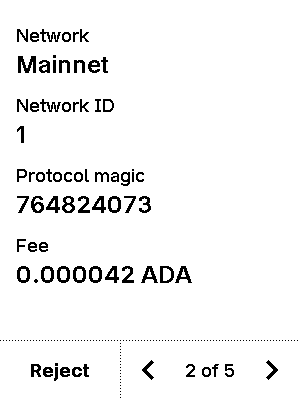 Network
Mainnet
Network ID
1
Protocol magic
764824073
Fee
0.000042 ADA
Reject
2 of 5